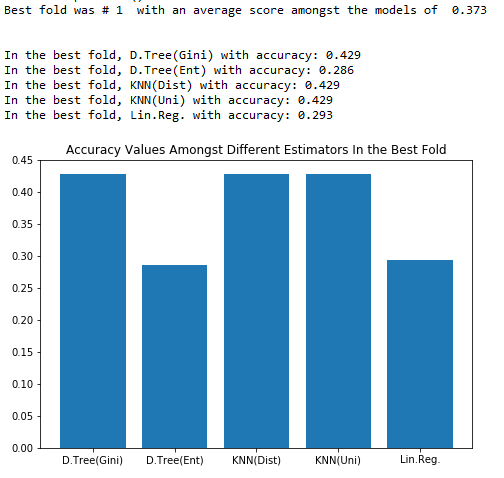 Best fold was # 1  with an average score amongst the models of  0.373
In the best fold, D.Tree(Gini) with accuracy: 0.429
In the best fold, D.Tree(Ent) with accuracy: 0.286
In the best fold, KNN(Dist) with accuracy: 0.429
In the best fold, KNN(Uni) with accuracy: 0.429
In the best fold, Lin.Reg. with accuracy: 0.293
Accuracy Values Amongst Different Estimators In the Best Fold
0.45
0.40
0.35
0.30
0.25
0.20
0.15
0.10
0.05
0.00
D.Tree(Gini) D.Tree(Ent) KNN(Dist) KNN(Uni) Lin.Reg.